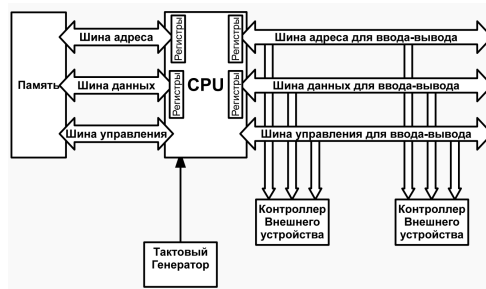 Шина адреса
Регистры
Регистры
Шина адреса для ввода-вывода
Память
Шина данных
Регистры
CPU
Регистры
Шина данных для ввода-вывода
Шина управления
Шина управления для ввода-вывода
Контроллер
Внешнего
устройства
Контроллер
Внешнего
устройства
Тактовый
Генератор